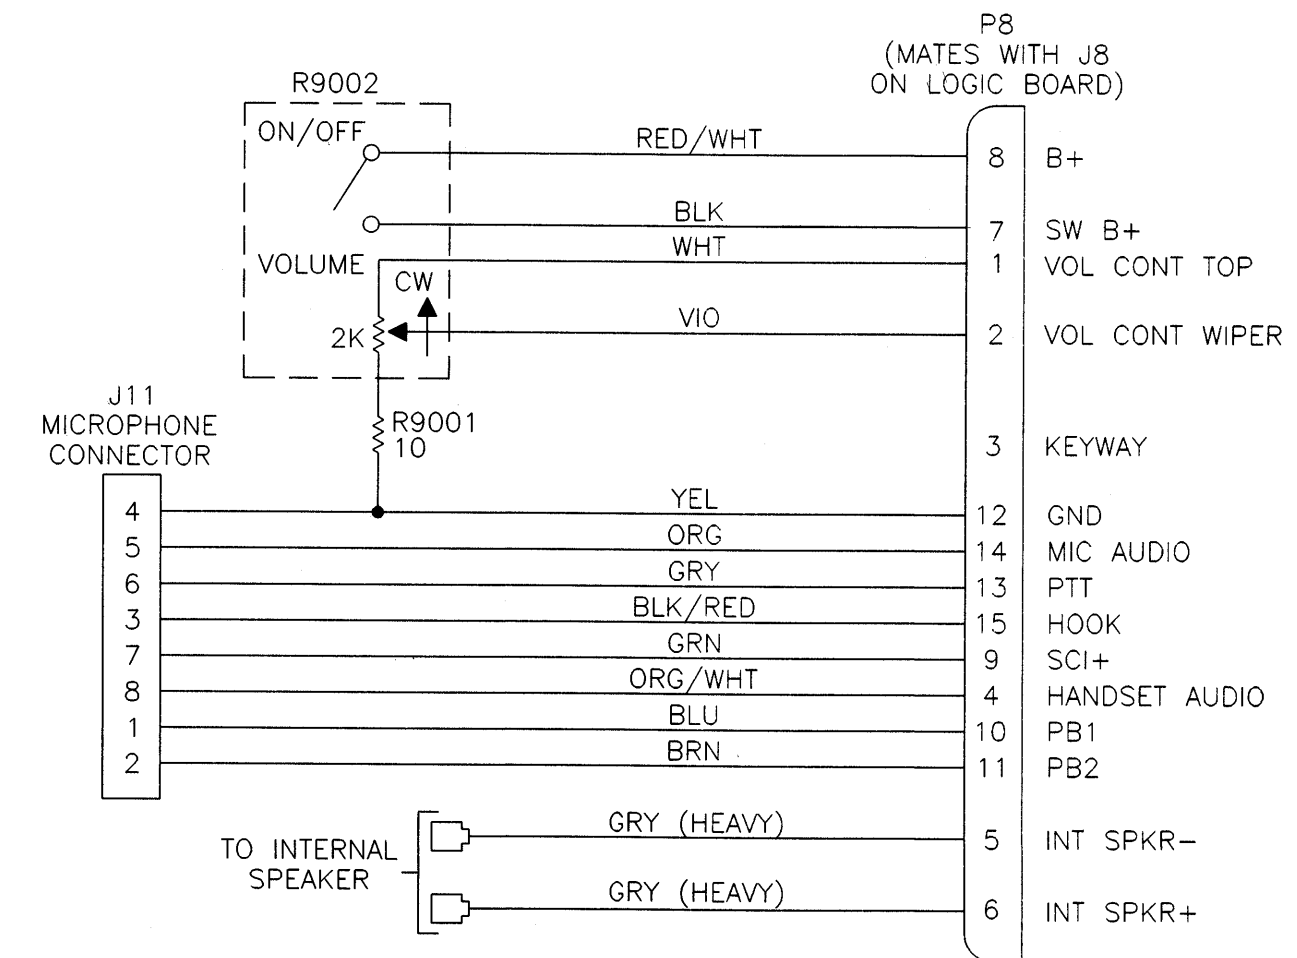 P8
(MATES WITH J8
ON LOGIC BOARD)
R9002
ON/OFF
RED/WHT
8 B+
BLK
7 SW B+
VOLUME
WHT
1 VOL CONT TOP
CW
2K
VIO
2 VOL CONT WIPER
J11
MICROPHONE
CONNECTOR
R9001
10
3 KEYWAY
4 YEL 12 GND
5 ORG 14 MIC AUDIO
6 GRY 13 PTT
3 BLK/RED 15 HOOK
7 GRN 9 SCI+
8 ORG/WHT 4 HANDSET AUDIO
1 BLU 10 PB1
2 BRN 11 PB2
TO INTERNAL
SPEAKER
GRY (HEAVY) 5 INT SPKR-
GRY (HEAVY) 6 INT SPKR+